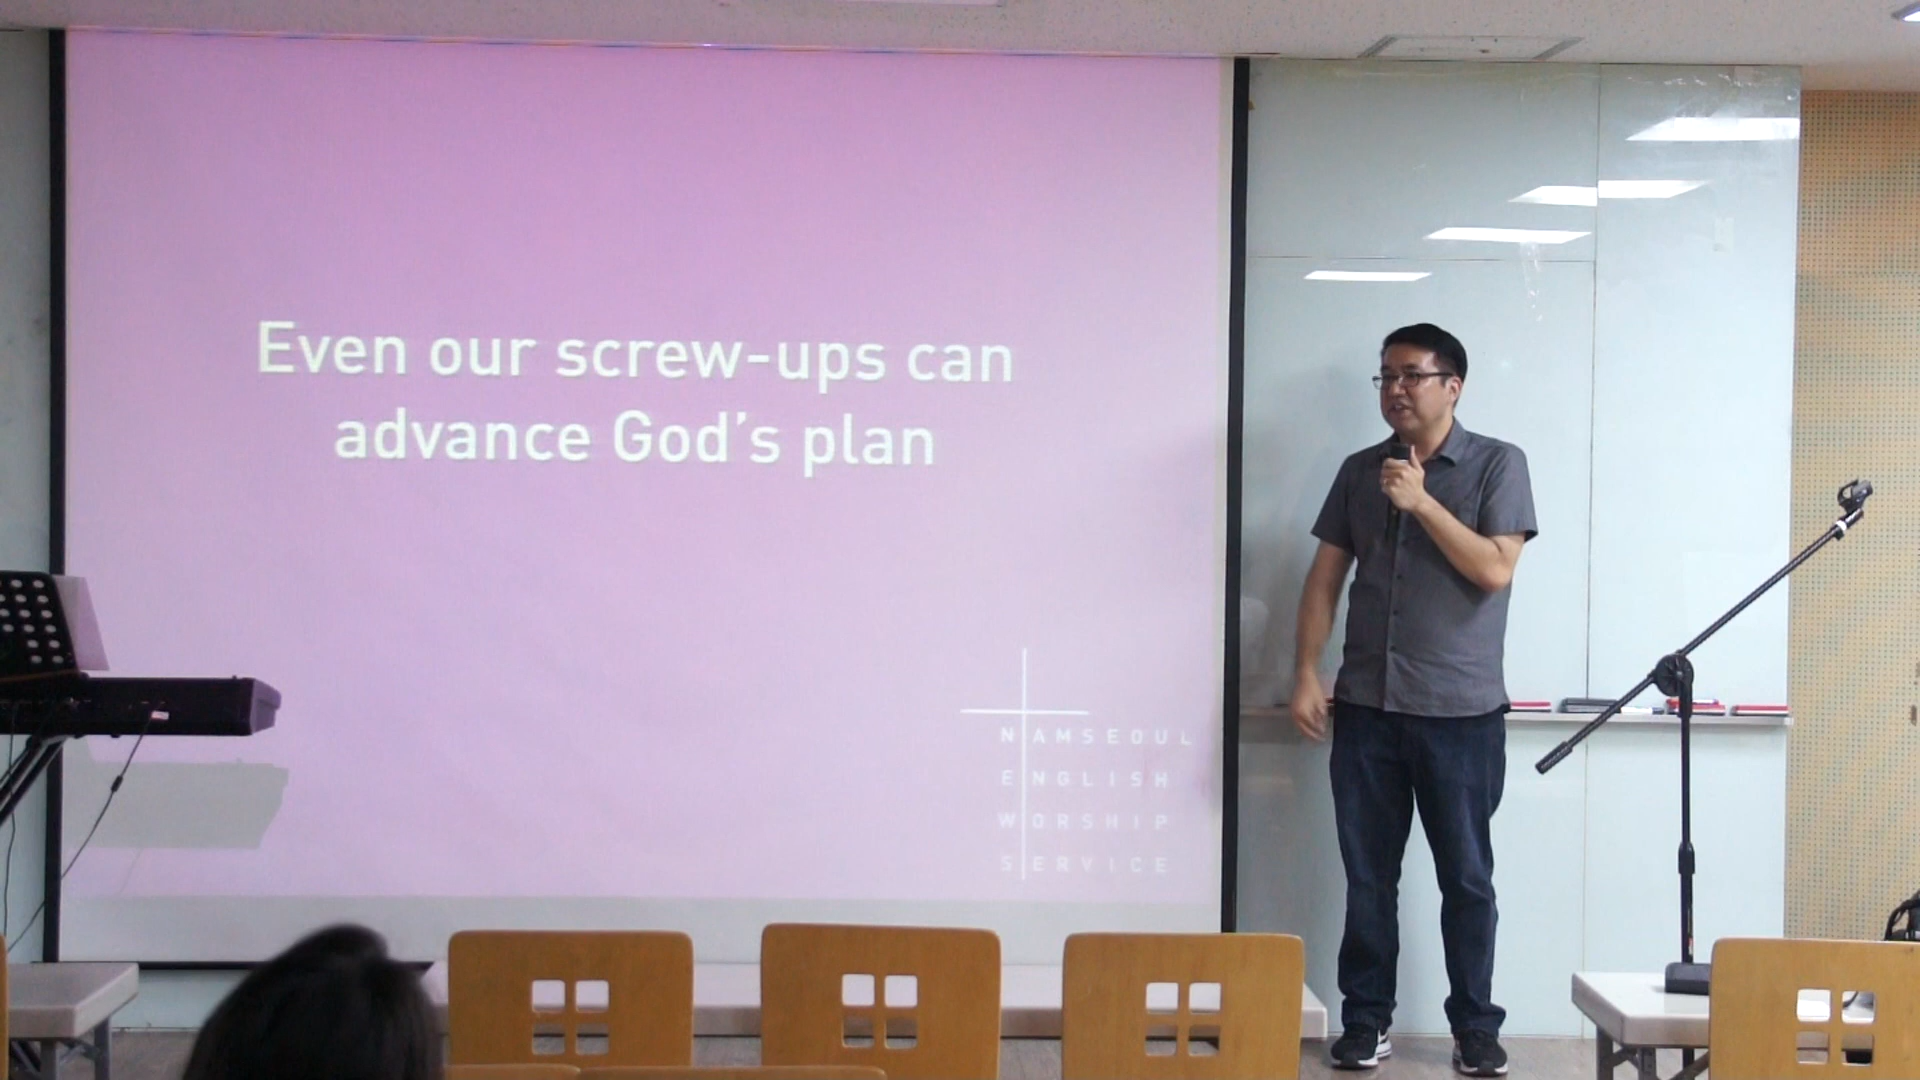 Even our screw-ups can
advance God's plan
NAMSEOUL
ENGLISH
WORSHIP
SERVICE